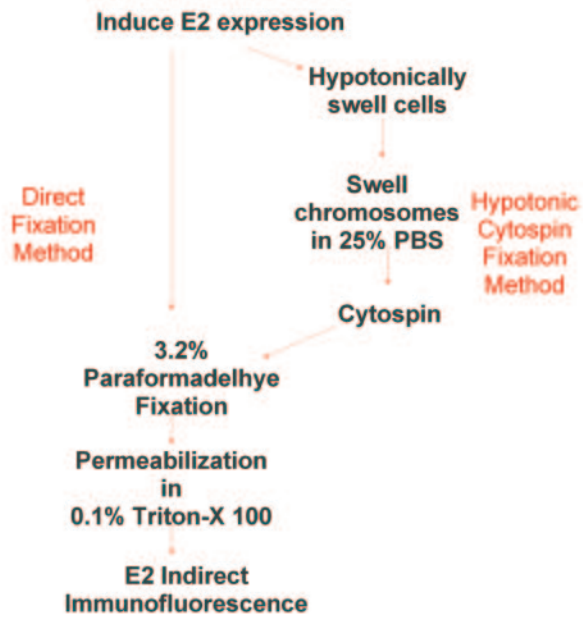 Induce E2 expression
Hypotonically
swell cells
Direct
Fixation
Method
Swell
chromosomes
in 25% PBS
Hypotonic
Cytospin
Fixation
Method
Cytospin
3.2%
Paraformadelhye
Fixation
Permeabilization
in
0.1% Triton-X 100
E2 Indirect
Immunofluorescence